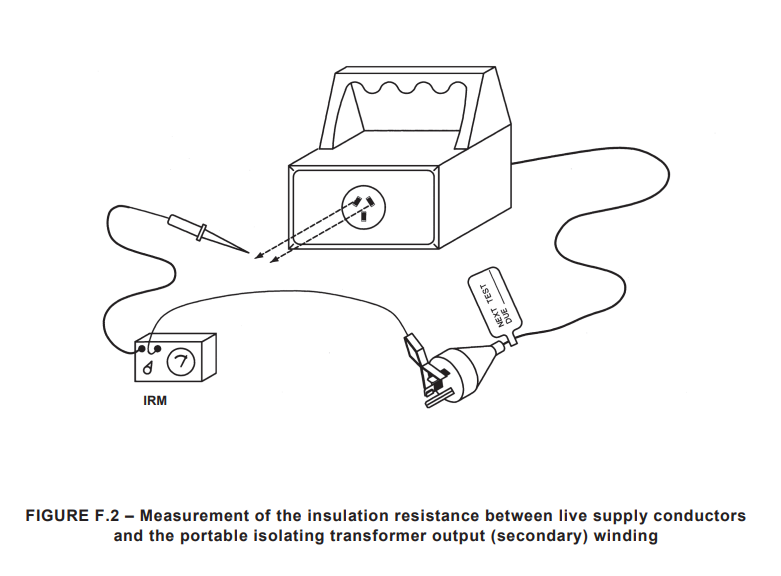 NEXT TEST
DUE
IRM
FIGURE F.2 – Measurement of the insulation resistance between live supply conductors
and the portable isolating transformer output (secondary) winding